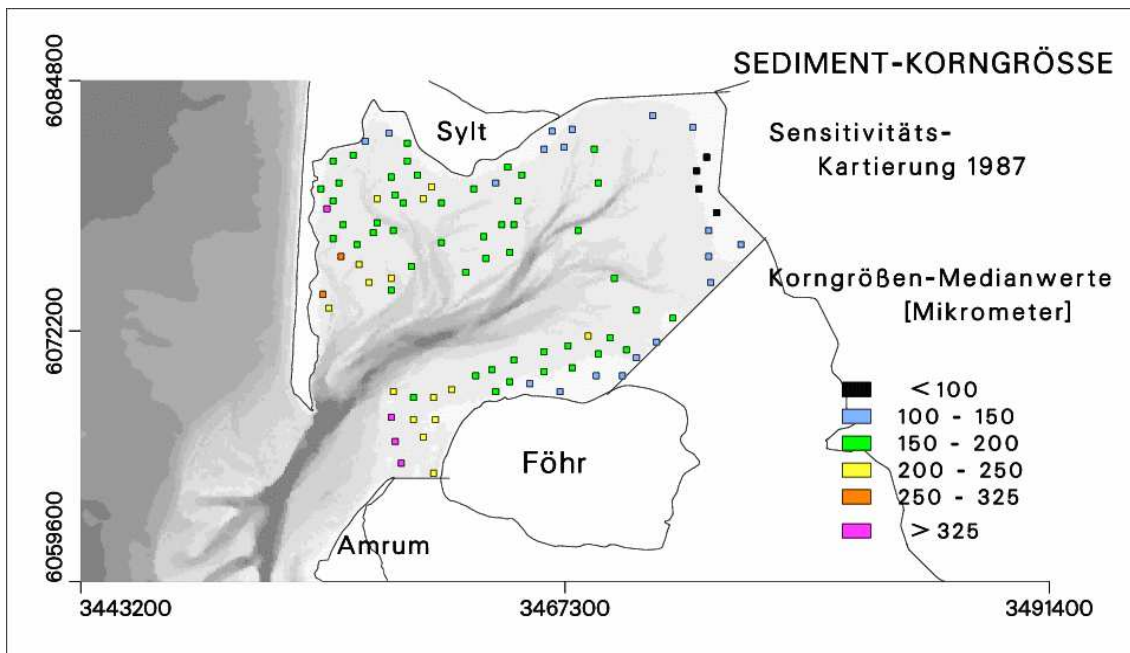 SEDIMENT-KORNGRÖSSE
Sensitivitäts-
Kartierung 1987
Korngrößen-Medianwerte
[Mikrometer]
<100
100 - 150
150 - 200
200 - 250
250 - 325
>325
Sylt
Föhr
Amrum
6084800
6072200
6059600
3443200
3467300
3491400